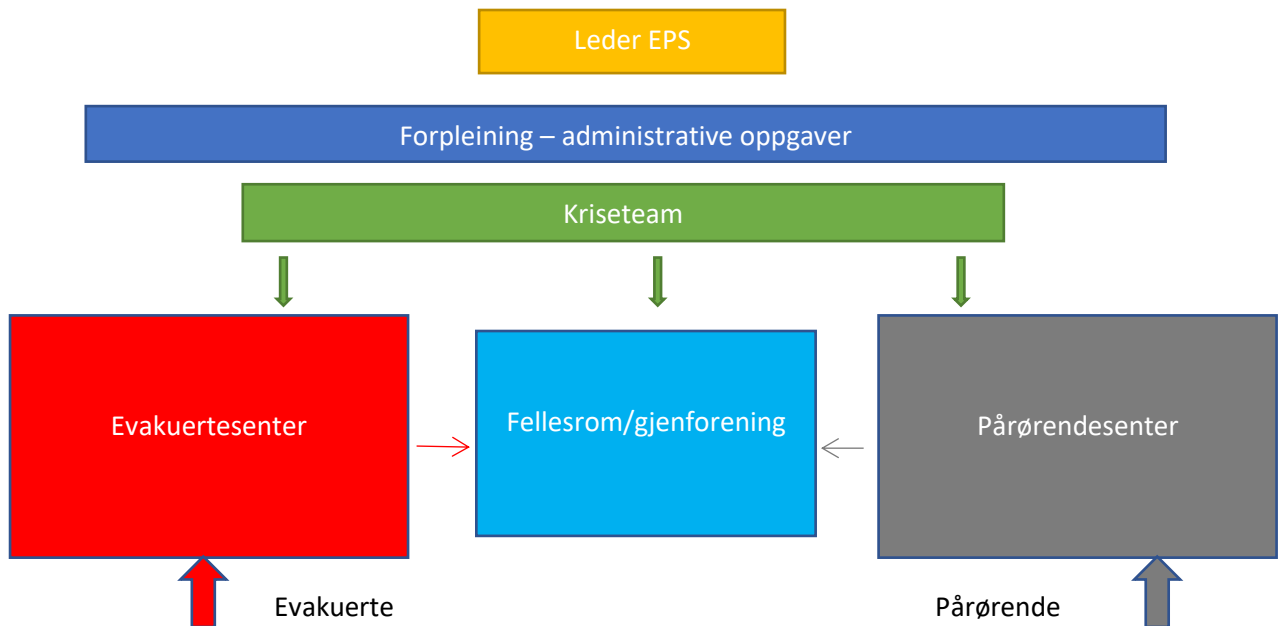 Leder EPS
Forpleining – administrative oppgaver
Kriseteam
Evakuertesenter
Fellesrom/gjenforening
Pårørendesenter
Evakuerte
Pårørende